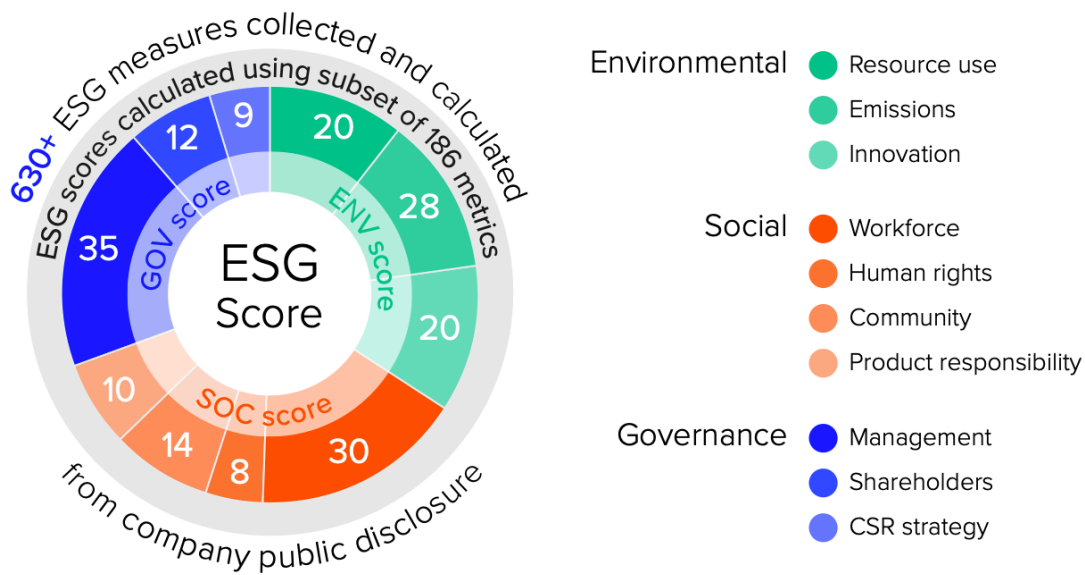 630+ ESG measures collected and calculated
from company public disclosure
ESG scores calculated using subset of 186 metrics
20
28
20
30
8
14
10
35
12
9
ENV score
SOC score
GOV score
ESG
Score
Environmental
Resource use
Emissions
Innovation
Social
Workforce
Human rights
Community
Product responsibility
Governance
Management
Shareholders
CSR strategy